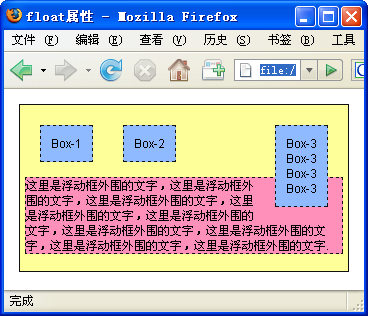 float属性 - Mozilla Firefox
文件 (F) 编辑 (E) 查看 (V) 历史 (S) 书签 (B) 工具
file:/
Box-1 Box-2 Box-3
Box-3
Box-3
Box-3
这里是浮动框外围的文字，这里是浮动框外
围的文字，这里是浮动框外围的文字，这里
是浮动框外围的文字，这里是浮动框外围的
文字，这里是浮动框外围的文字，这里是浮动框外围的文
字，这里是浮动框外围的文字，这里是浮动框外围的文字.
完成